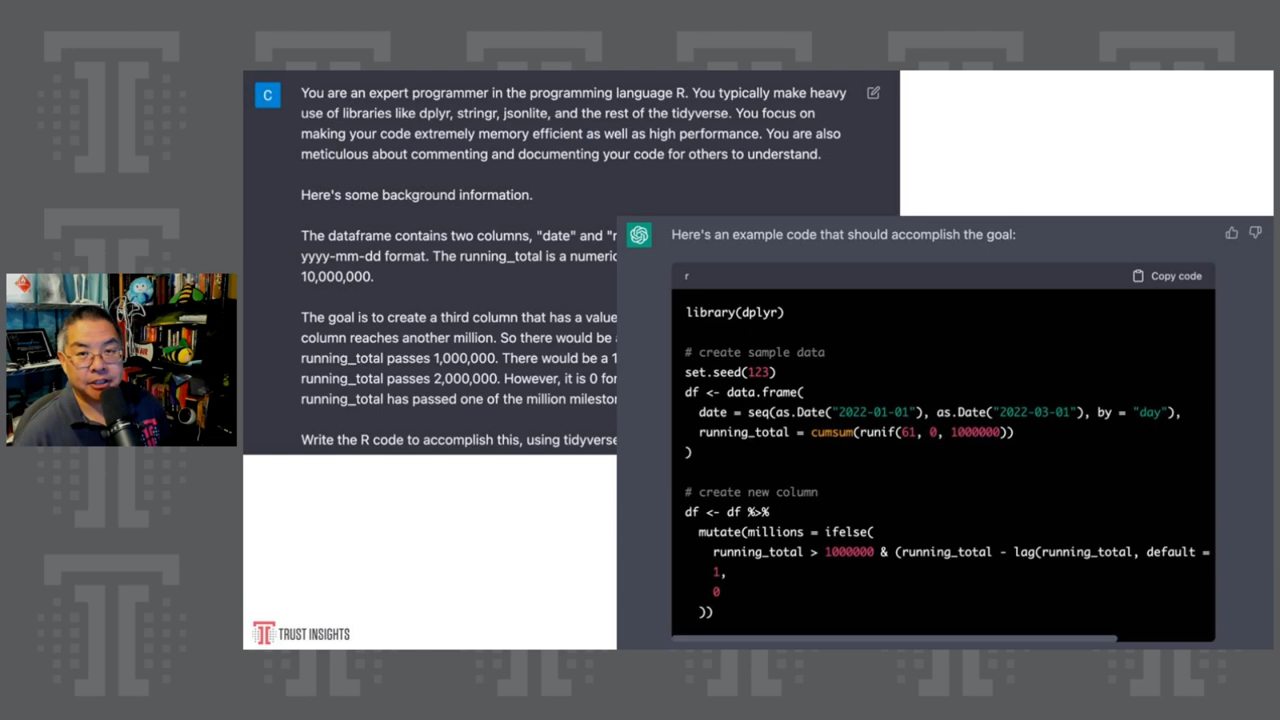 C
You are an expert programmer in the programming language R. You typically make heavy
use of libraries like dplyr, stringr, jsonlite, and the rest of the tidyverse. You focus on
making your code extremely memory efficient as well as high performance. You are also
meticulous about commenting and documenting your code for others to understand.
Here's some background information.
The dataframe contains two columns, "date" and
yyyy-mm-dd format. The running_total is a numeric
10,000,000.
The goal is to create a third column that has a value
column reaches another million. So there would be
running_total passes 1,000,000. There would be a 1
running_total passes 2,000,000. However, it is 0 for
running_total has passed one of the million
Write the R code to accomplish this, using tidyverse
Here's an example code that should accomplish the goal:
r
Copy code
library(dplyr)
# create sample data
set.seed(123)
df <- data.frame(
date = seq(as.Date("2022-01-01"), as.Date("2022-03-01"), by = "day"),
running_total = cumsum(runif(61, 0, 1000000))
)
# create new column
df <- df %>%
mutate(millions = ifelse(
running_total > 1000000 & (running_total - lag(running_total, default =
1,
0
))
TRUST INSIGHTS